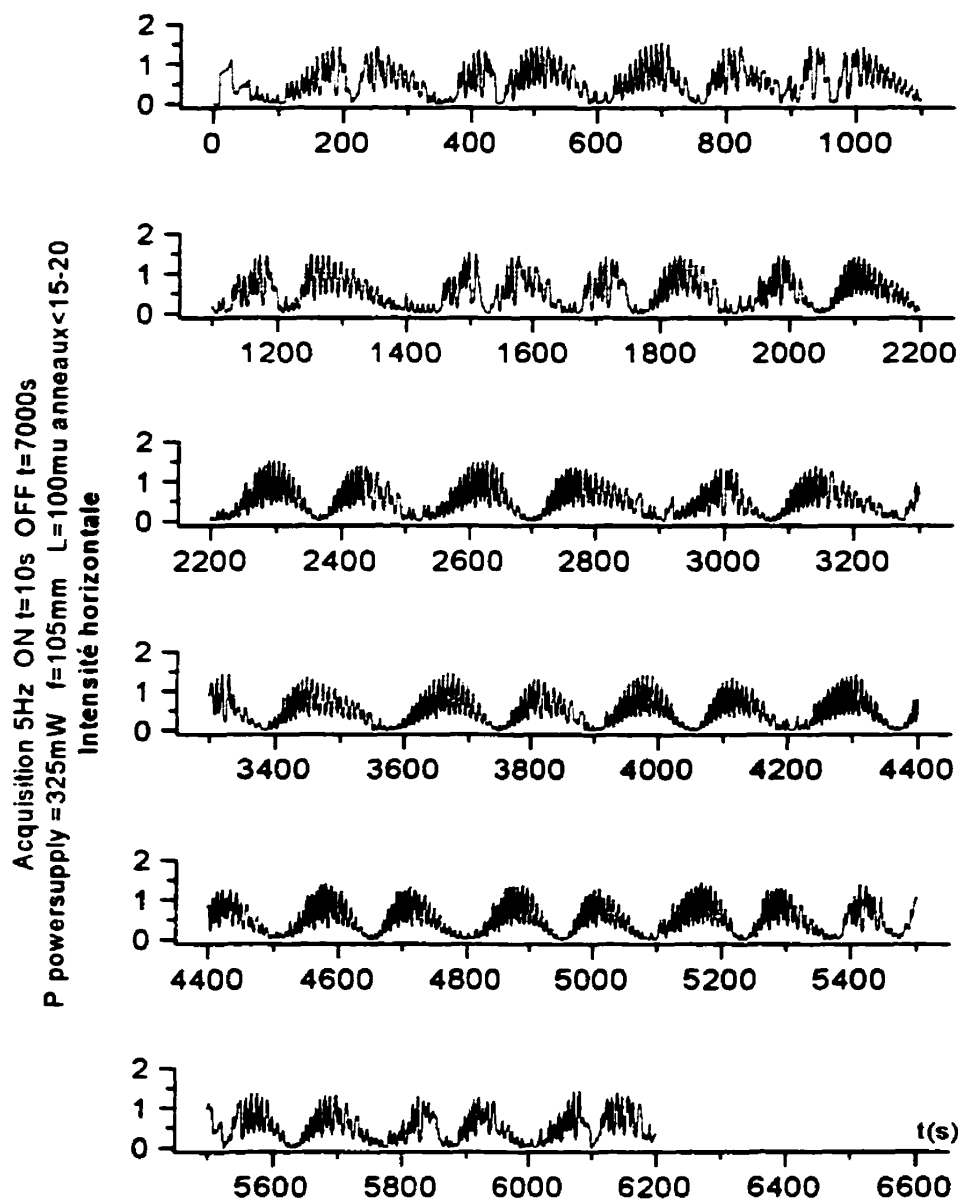 Acquisition 5Hz ON t=10s OFF t=7000s
P powersupply =325mW f=105mm L=100mu anneaux<15-20
Intensité horizontale
2
1
0
0 200 400 600 800 1000
2
1
0
1200 1400 1600 1800 2000 2200
2
1
0
2200 2400 2600 2800 3000 3200
2
1
0
3400 3600 3800 4000 4200 4400
2
1
0
4400 4600 4800 5000 5200 5400
2
1
0
t(s)
5600 5800 6000 6200 6400 6600